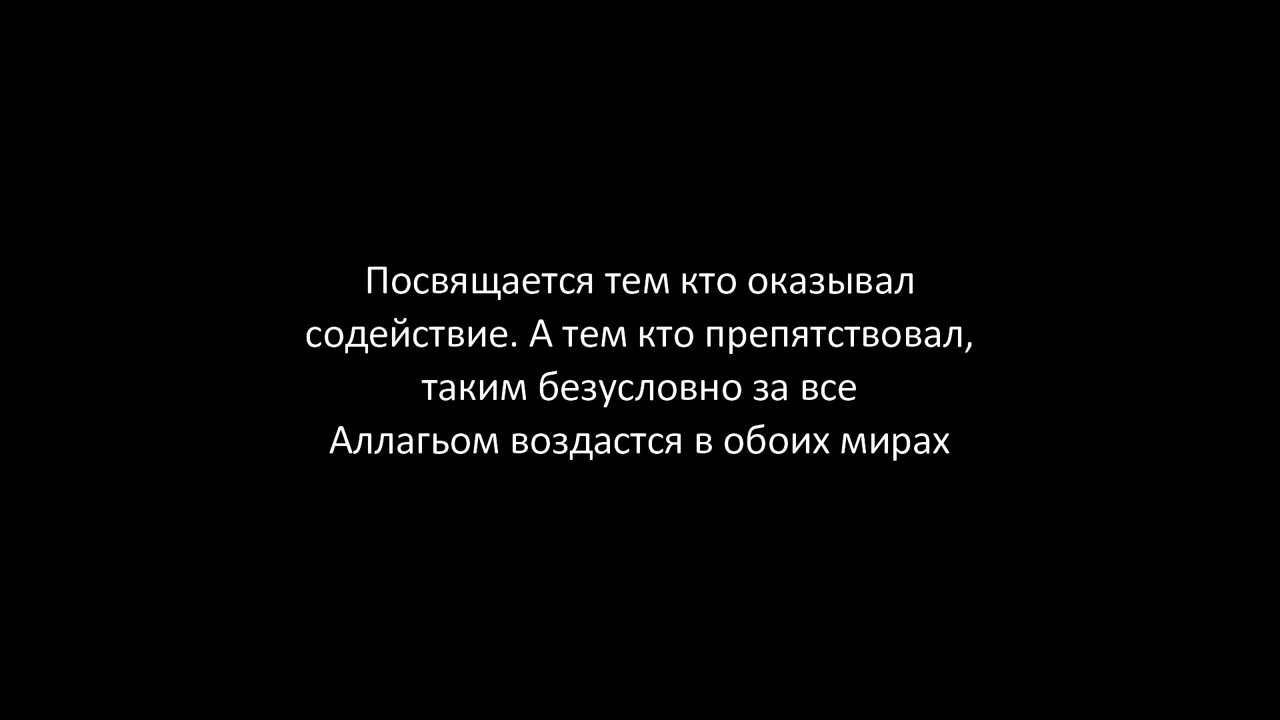 Посвящается тем кто оказывал
содействие. А тем кто препятствовал,
таким безусловно за все
Аллагьом воздастся в обоих мирах